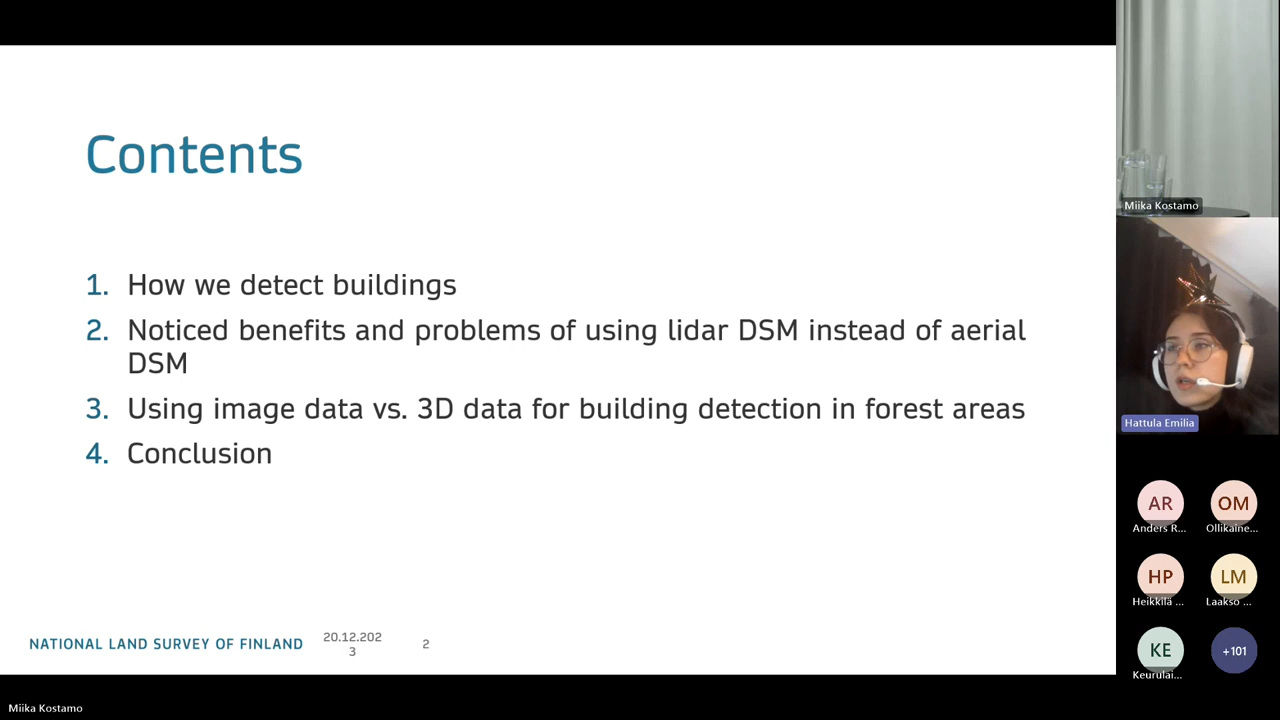 Contents
1. How we detect buildings
2. Noticed benefits and problems of using lidar DSM instead of aerial
DSM
3. Using image data vs. 3D data for building detection in forest areas
4. Conclusion
NATIONAL LAND SURVEY OF FINLAND
20.12.202
3
2
Miika Kostamo
Miika Kostamo
Hattula Emilia
AR
OM
Anders R...
Ollikaine...
HP
LM
Heikkilä ...
Laakso ...
KE
+101
Keurulai...